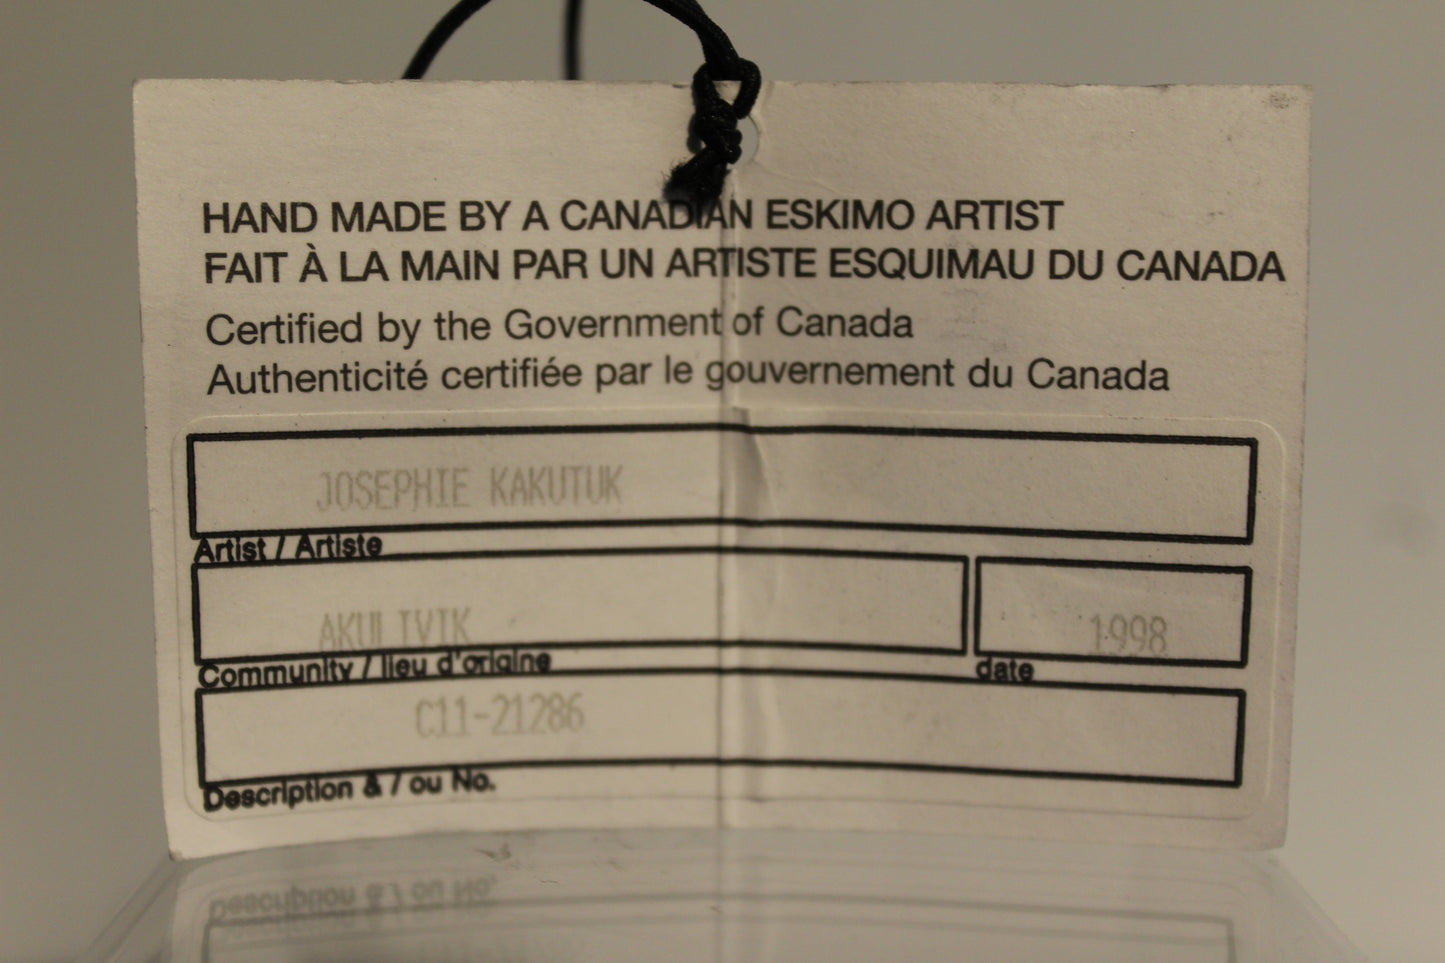 HAND MADE BY A CANADIAN ESKIMO ARTIST
FAIT À LA MAIN PAR UN ARTISTE ESQUIMAU DU CANADA
Certified by the Government of Canada
Authenticité certifiée par le gouvernement du Canada
JOSEPHIE KAKUTUK
Artist / Artiste
AKULIVIK 1998
Community / lieu d'origine date
C11-21286
Description & / ou No.